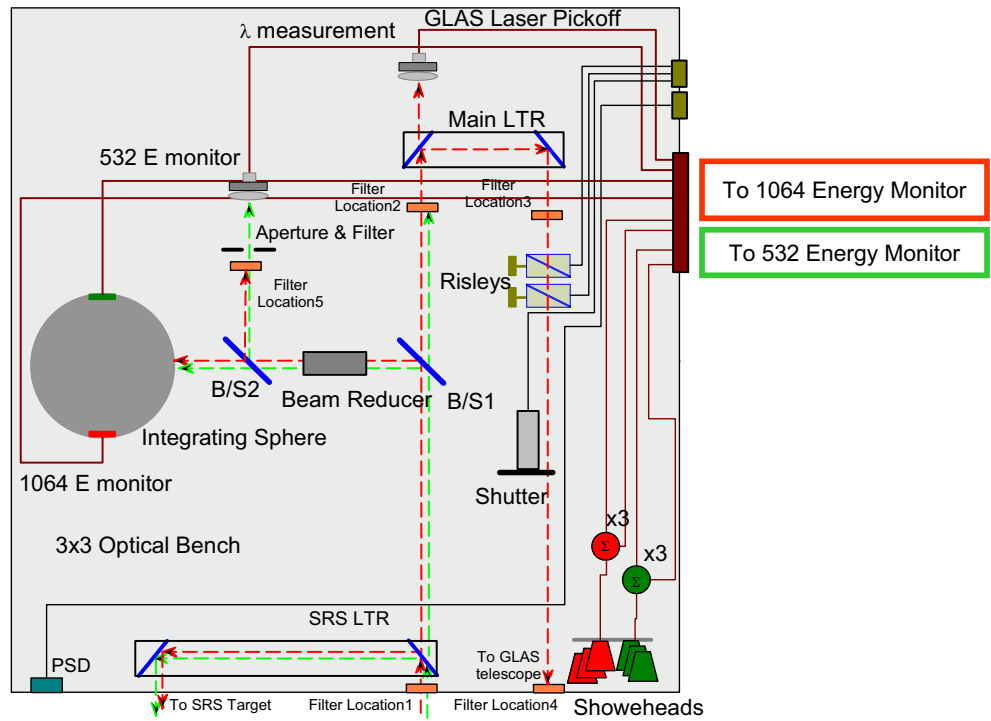 GLAS Laser Pickoff
λ measurement
Main LTR
532 E monitor
Filter
Location2
Filter
Location3
To 1064 Energy Monitor
To 532 Energy Monitor
Aperture & Filter
Filter
Location5
Risleys
B/S2
Beam Reducer
B/S1
Integrating Sphere
1064 E monitor
Shutter
x3
Σ
x3
Σ
3x3 Optical Bench
SRS LTR
PSD
To GLAS
telescope
To SRS Target
Filter Location1
Filter Location4
Showeheads